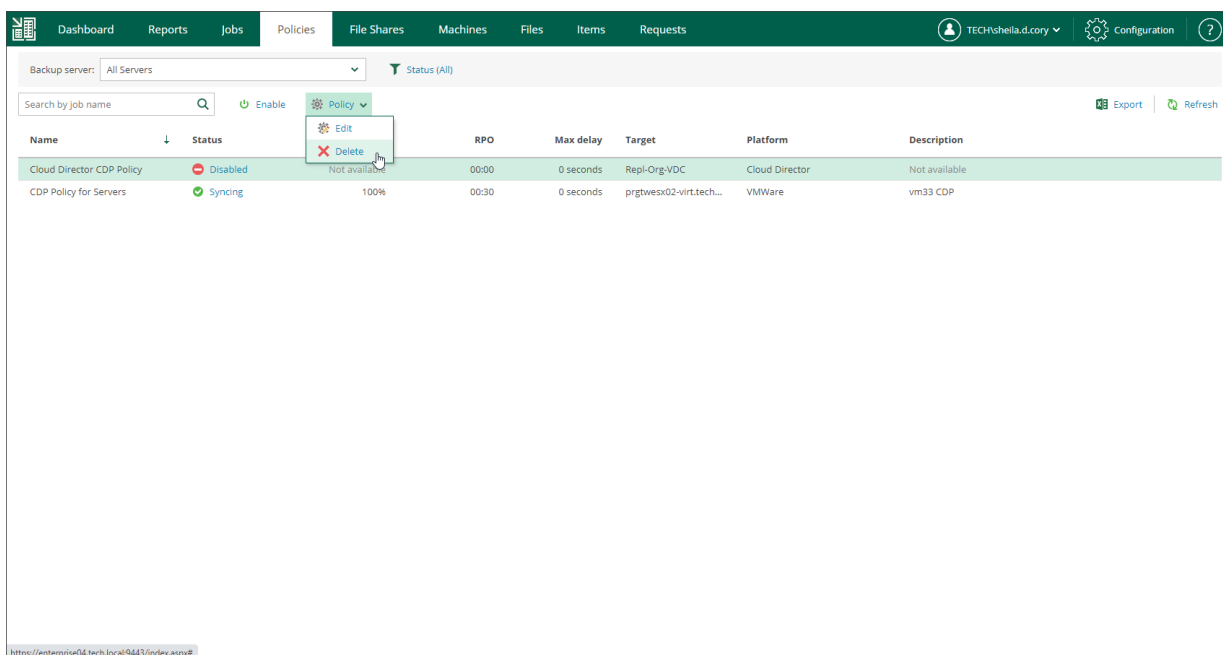 Dashboard Reports Jobs Policies File Shares Machines Files Items Requests TECH\sheila.d.cory Configuration ?
Backup server: All Servers Status (All)
Search by job name Enable Policy Export Refresh
Edit
Name Status RPO Max delay Target Platform Description
Delete
Cloud Director CDP Policy Disabled Not available 00:00 0 seconds Repl-Org-VDC Cloud Director Not available
CDP Policy for Servers Syncing 100% 00:30 0 seconds prgtwesx02-virt.tech... VMWare vm33 CDP
https://enterprise04.tech.local:9443/index.aspx#